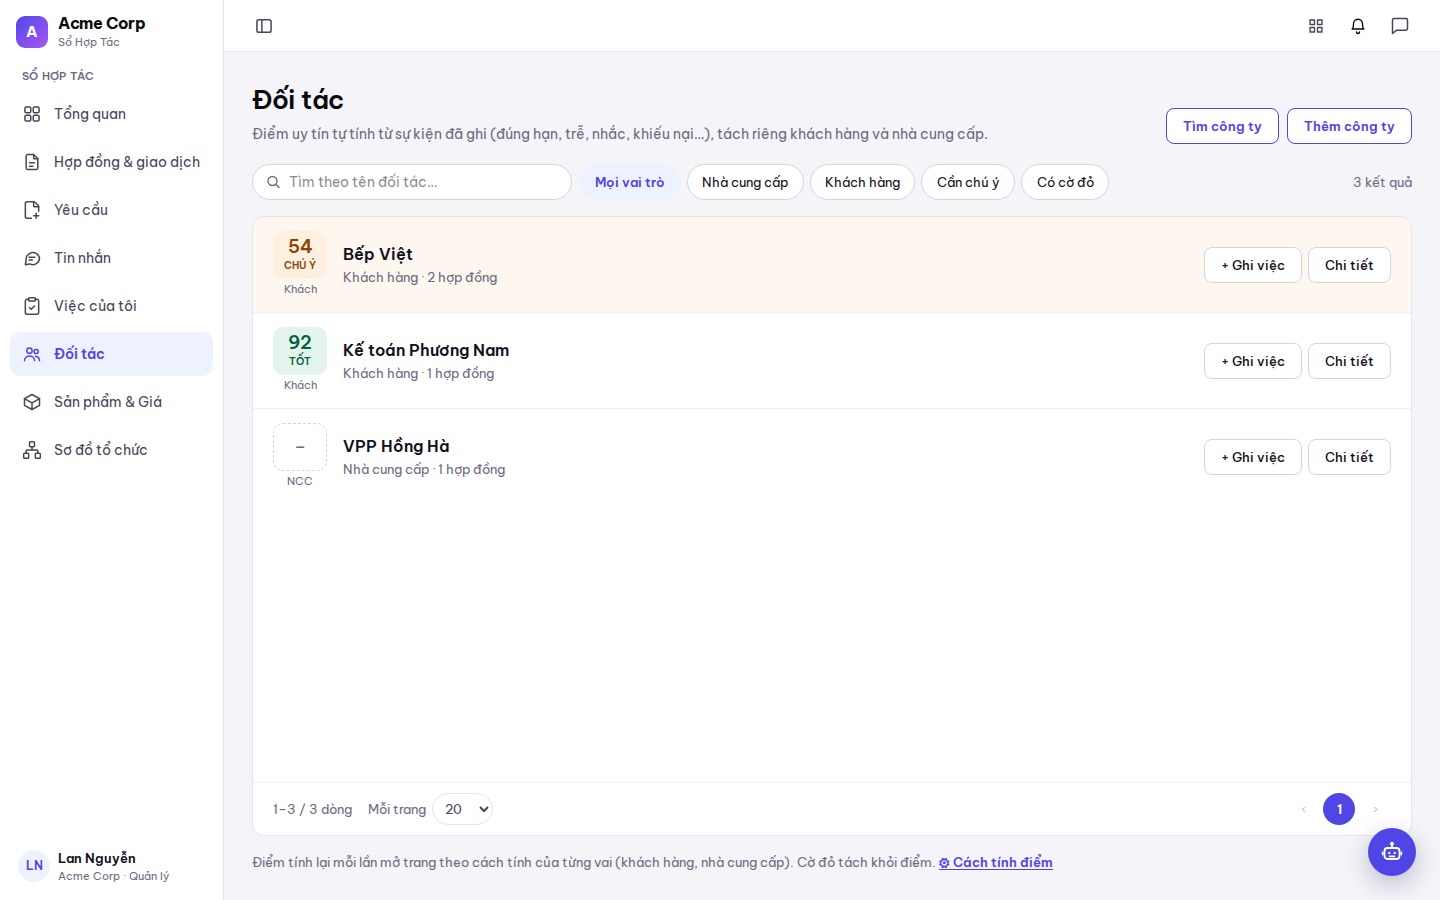 A
Acme Corp
Sổ Hợp Tác
SỔ HỢP TÁC
Tổng quan
Hợp đồng & giao dịch
Yêu cầu
Tin nhắn
Việc của tôi
Đối tác
Sản phẩm & Giá
Sơ đồ tổ chức
LN
Lan Nguyễn
Acme Corp · Quản lý
Đối tác
Điểm uy tín tự tính từ sự kiện đã ghi (đúng hạn, trễ, nhắc, khiếu nại...), tách riêng khách hàng và nhà cung cấp.
Tìm công ty
Thêm công ty
Tìm theo tên đối tác...
Mọi vai trò
Nhà cung cấp
Khách hàng
Cần chú ý
Có cờ đỏ
3 kết quả
54
CHÚ Ý
Khách
Bếp Việt
Khách hàng · 2 hợp đồng
+ Ghi việc
Chi tiết
92
TỐT
Khách
Kế toán Phương Nam
Khách hàng · 1 hợp đồng
+ Ghi việc
Chi tiết
–
NCC
VPP Hồng Hà
Nhà cung cấp · 1 hợp đồng
+ Ghi việc
Chi tiết
1–3 / 3 dòng
Mỗi trang
20
‹
1
›
Điểm tính lại mỗi lần mở trang theo cách tính của từng vai (khách hàng, nhà cung cấp). Cờ đỏ tách khỏi điểm. ⚙ Cách tính điểm